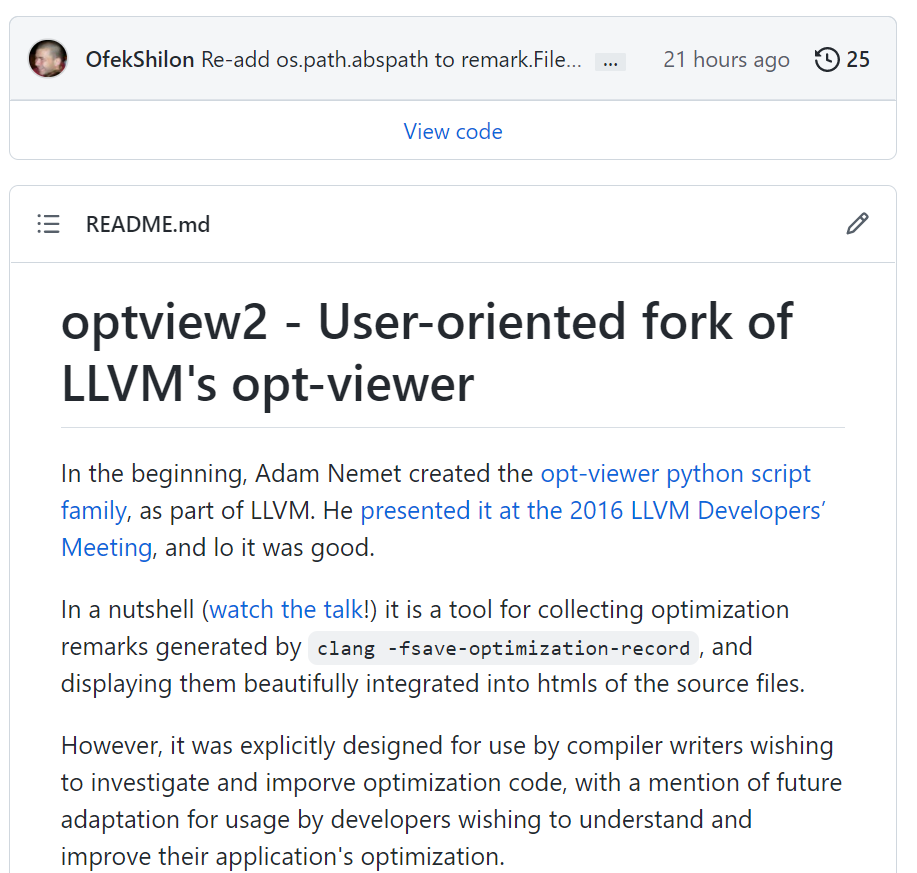 OfekShilon Re-add os.path.abspath to remark.File... ... 21 hours ago 25
View code
README.md
optview2 - User-oriented fork of
LLVM's opt-viewer
In the beginning, Adam Nemet created the opt-viewer python script
family, as part of LLVM. He presented it at the 2016 LLVM Developers’
Meeting, and lo it was good.
In a nutshell (watch the talk!) it is a tool for collecting optimization
remarks generated by clang -fsave-optimization-record, and
displaying them beautifully integrated into htmls of the source files.
However, it was explicitly designed for use by compiler writers wishing
to investigate and imporve optimization code, with a mention of future
adaptation for usage by developers wishing to understand and
improve their application's optimization.